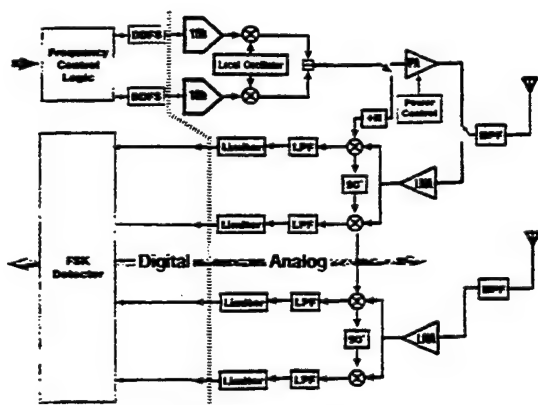 Frequency
Control
Logic
DDFS
DDFS
Local Oscillator
PA
Power
Control
BPF
Limiter
LPF
90°
LNA
Limiter
LPF
FSK
Detector
Digital
Analog
Limiter
LPF
BPF
90°
LNA
Limiter
LPF